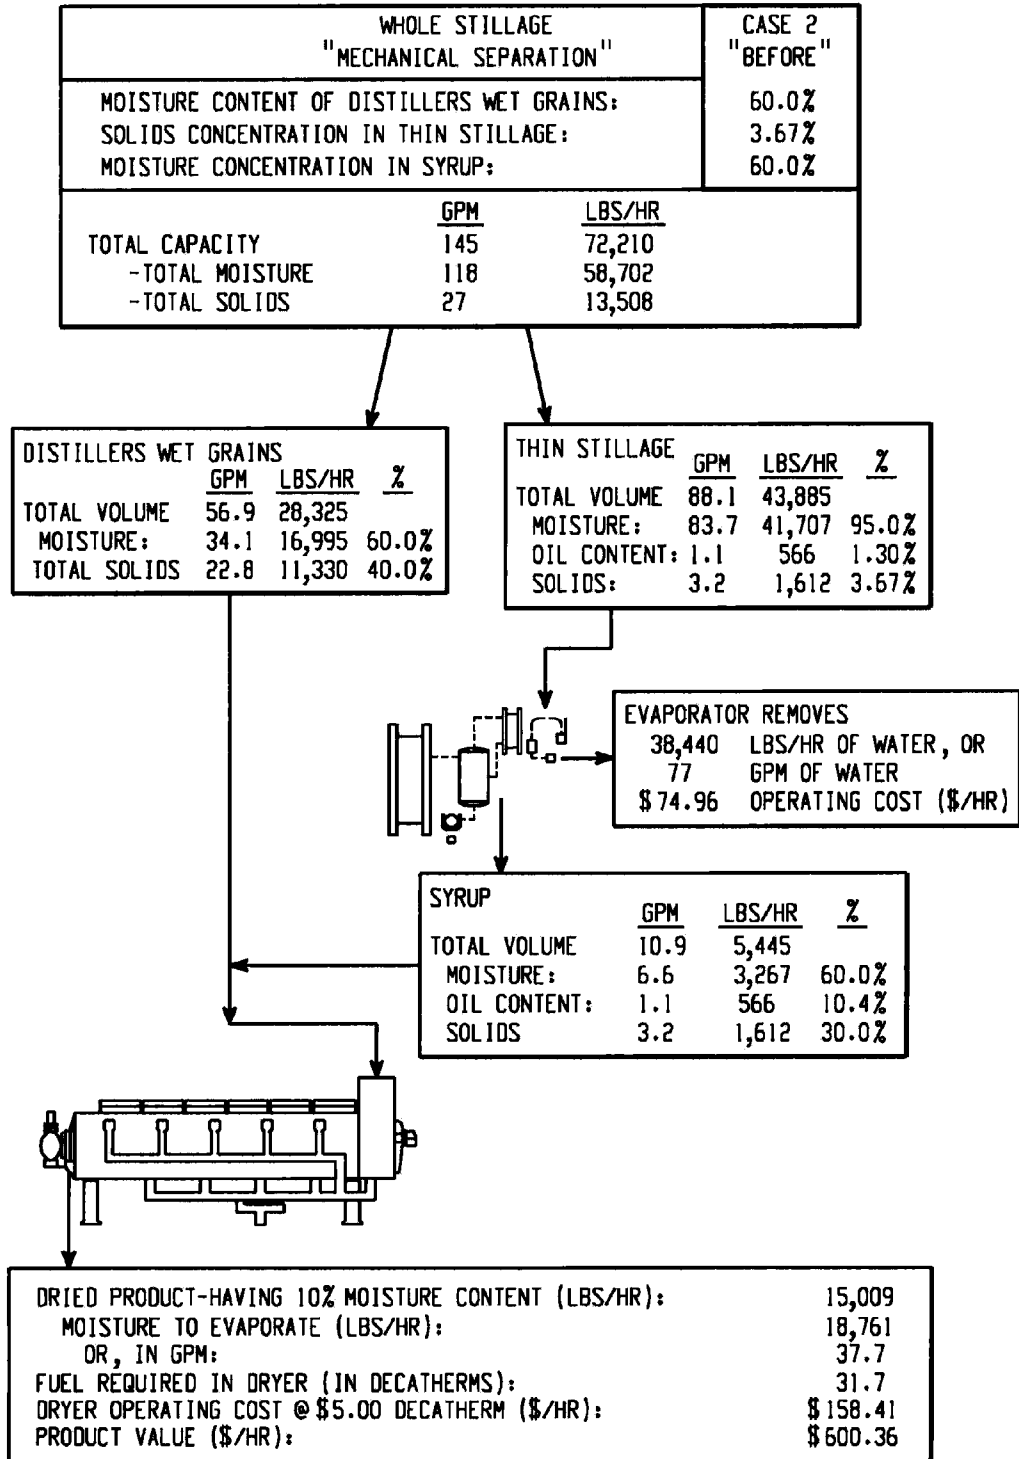 WHOLE STILLAGE
"MECHANICAL SEPARATION"
CASE 2
"BEFORE"
MOISTURE CONTENT OF DISTILLERS WET GRAINS: 60.0%
SOLIDS CONCENTRATION IN THIN STILLAGE: 3.67%
MOISTURE CONCENTRATION IN SYRUP: 60.0%
GPM LBS/HR
TOTAL CAPACITY 145 72,210
-TOTAL MOISTURE 118 58,702
-TOTAL SOLIDS 27 13,508
DISTILLERS WET GRAINS
GPM LBS/HR %
TOTAL VOLUME 56.9 28,325
MOISTURE: 34.1 16,995 60.0%
TOTAL SOLIDS 22.8 11,330 40.0%
THIN STILLAGE
GPM LBS/HR %
TOTAL VOLUME 88.1 43,885
MOISTURE: 83.7 41,707 95.0%
OIL CONTENT: 1.1 566 1.30%
SOLIDS: 3.2 1,612 3.67%
EVAPORATOR REMOVES
38,440 LBS/HR OF WATER, OR
77 GPM OF WATER
$74.96 OPERATING COST ($/HR)
SYRUP
GPM LBS/HR %
TOTAL VOLUME 10.9 5,445
MOISTURE: 6.6 3,267 60.0%
OIL CONTENT: 1.1 566 10.4%
SOLIDS 3.2 1,612 30.0%
DRIED PRODUCT-HAVING 10% MOISTURE CONTENT (LBS/HR): 15,009
MOISTURE TO EVAPORATE (LBS/HR): 18,761
OR, IN GPM: 37.7
FUEL REQUIRED IN DRYER (IN DECATHERMS): 31.7
DRYER OPERATING COST @ $5.00 DECATHERM ($/HR): $158.41
PRODUCT VALUE ($/HR): $600.36